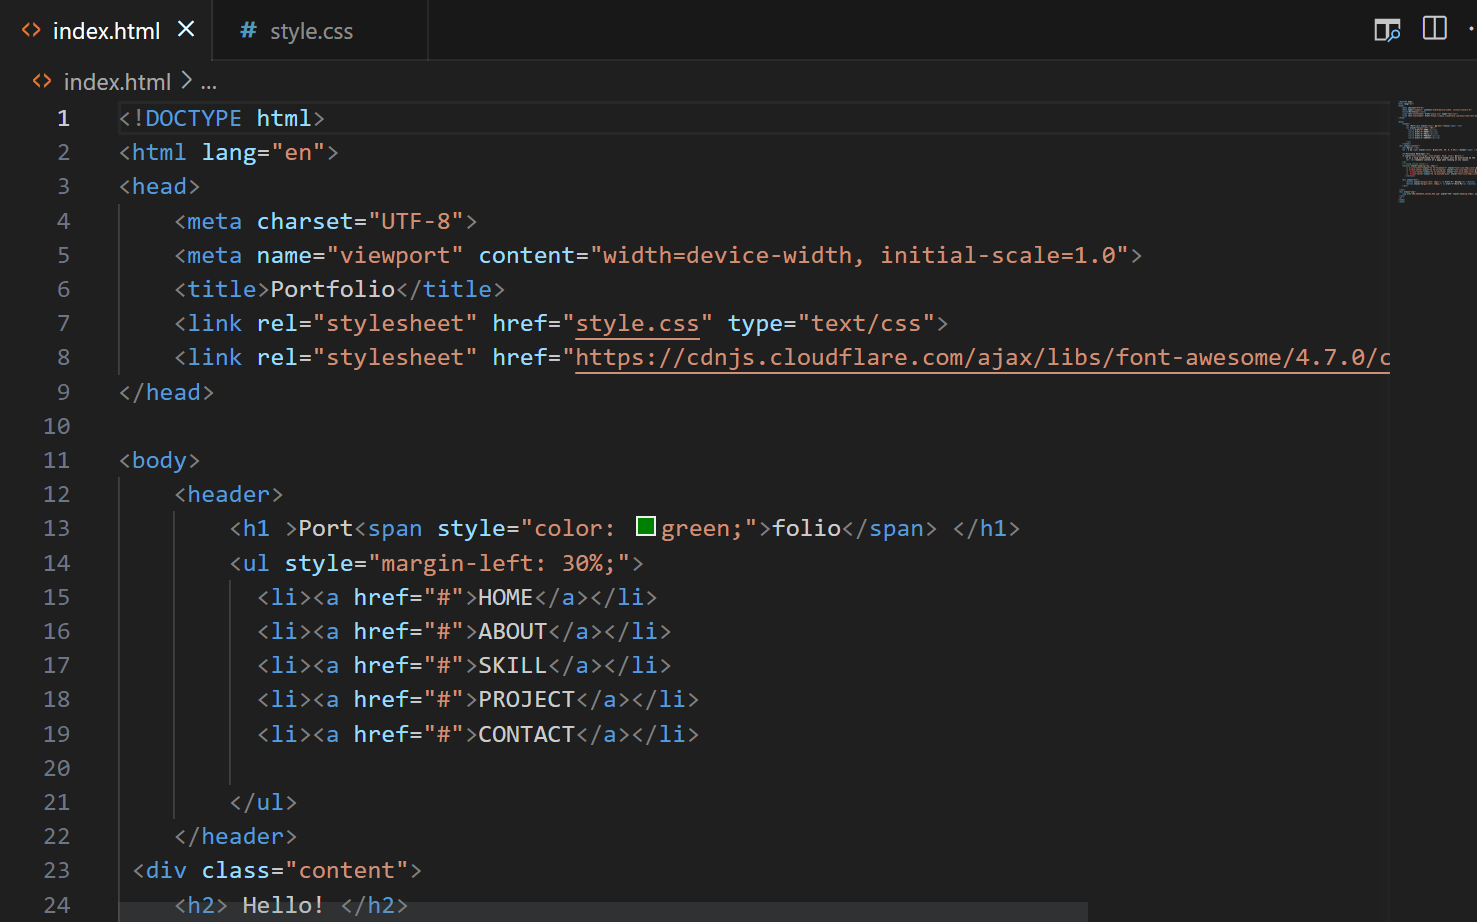 index.html
style.css
index.html > ...
1 <!DOCTYPE html>
2 <html lang="en">
3 <head>
4 <meta charset="UTF-8">
5 <meta name="viewport" content="width=device-width, initial-scale=1.0">
6 <title>Portfolio</title>
7 <link rel="stylesheet" href="style.css" type="text/css">
8 <link rel="stylesheet" href="https://cdnjs.cloudflare.com/ajax/libs/font-awesome/4.7.0/c
9 </head>
10
11 <body>
12 <header>
13 <h1 >Port<span style="color: green;">folio</span> </h1>
14 <ul style="margin-left: 30%;">
15 <li><a href="#">HOME</a></li>
16 <li><a href="#">ABOUT</a></li>
17 <li><a href="#">SKILL</a></li>
18 <li><a href="#">PROJECT</a></li>
19 <li><a href="#">CONTACT</a></li>
20
21 </ul>
22 </header>
23 <div class="content">
24 <h2> Hello! </h2>